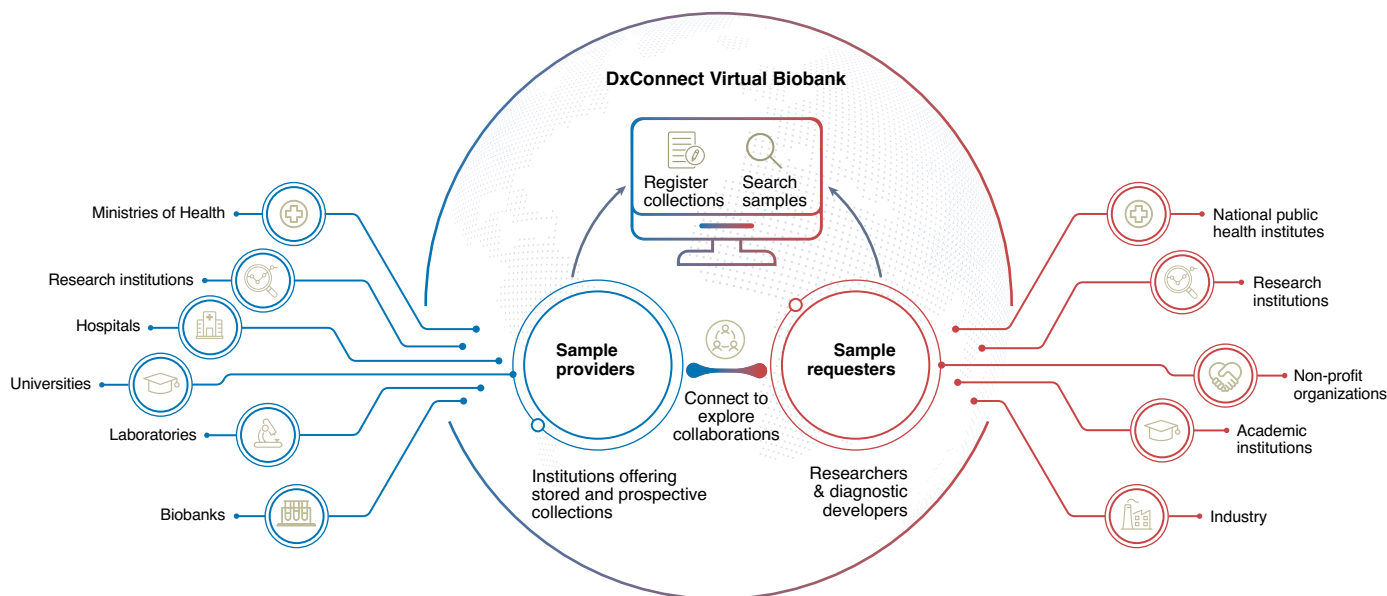 DxConnect Virtual Biobank
Register
collections
Search
samples
Ministries of Health
Research institutions
Hospitals
Universities
Laboratories
Biobanks
Sample
providers
Institutions offering
stored and prospective
collections
Connect to
explore
collaborations
Sample
requesters
Researchers
& diagnostic
developers
National public
health institutes
Research
institutions
Non-profit
organizations
Academic
institutions
Industry